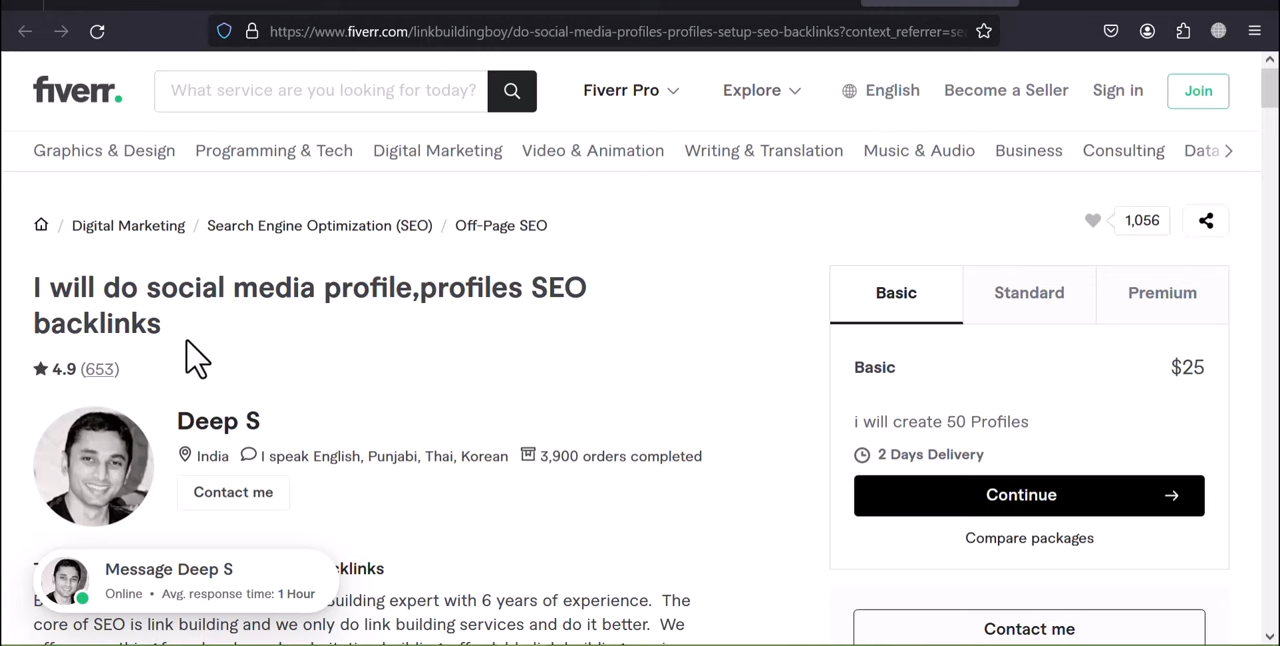 https://www.fiverr.com/linkbuildingboy/do-social-media-profiles-profiles-setup-seo-backlinks?context_referrer=se
fiverr.
What service are you looking for today?
Fiverr Pro
Explore
English
Become a Seller
Sign in
Join
Graphics & Design
Programming & Tech
Digital Marketing
Video & Animation
Writing & Translation
Music & Audio
Business
Consulting
Data
/ Digital Marketing / Search Engine Optimization (SEO) / Off-Page SEO
1,056
I will do social media profile,profiles SEO
backlinks
4.9 (653)
Deep S
India
I speak English, Punjabi, Thai, Korean
3,900 orders completed
Contact me
Message Deep S
Online • Avg. response time: 1 Hour
cklinks
building expert with 6 years of experience. The
core of SEO is link building and we only do link building services and do it better. We
Basic
Standard
Premium
Basic
$25
i will create 50 Profiles
2 Days Delivery
Continue
Compare packages
Contact me